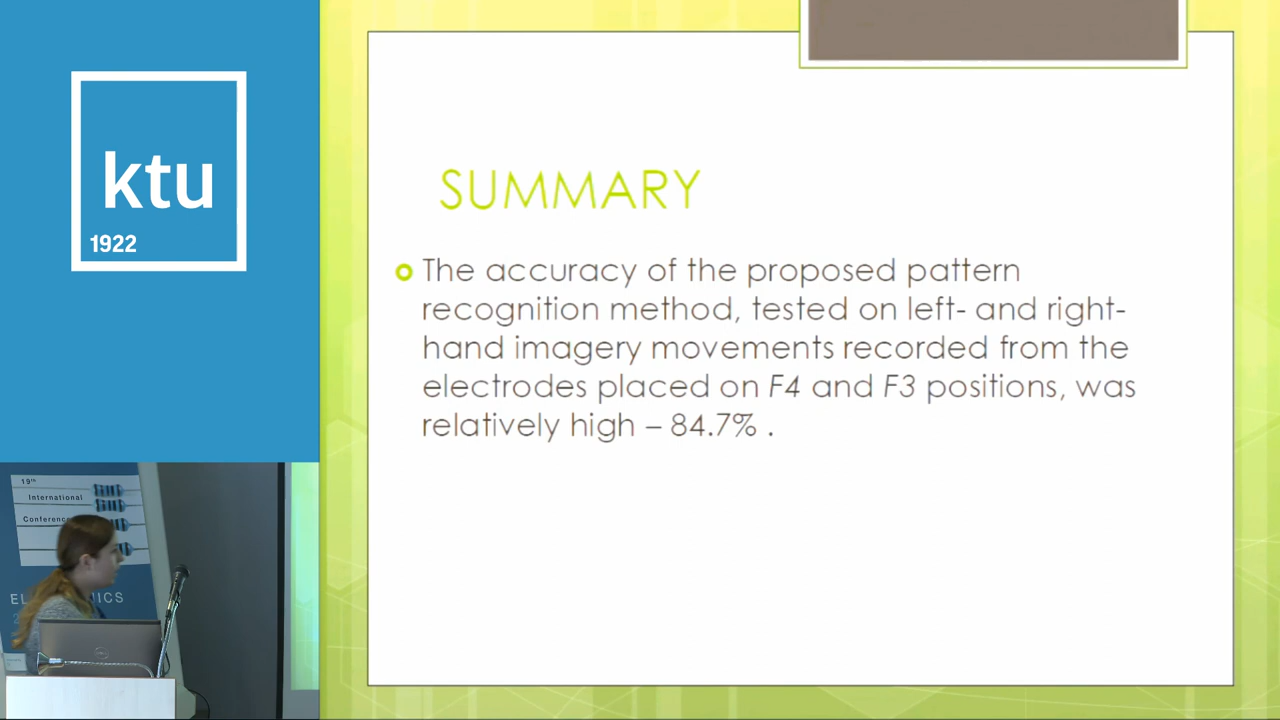 ktu
1922
SUMMARY
The accuracy of the proposed pattern
recognition method, tested on left- and right-
hand imagery movements recorded from the
electrodes placed on F4 and F3 positions, was
relatively high – 84.7% .
19th
International
Conference